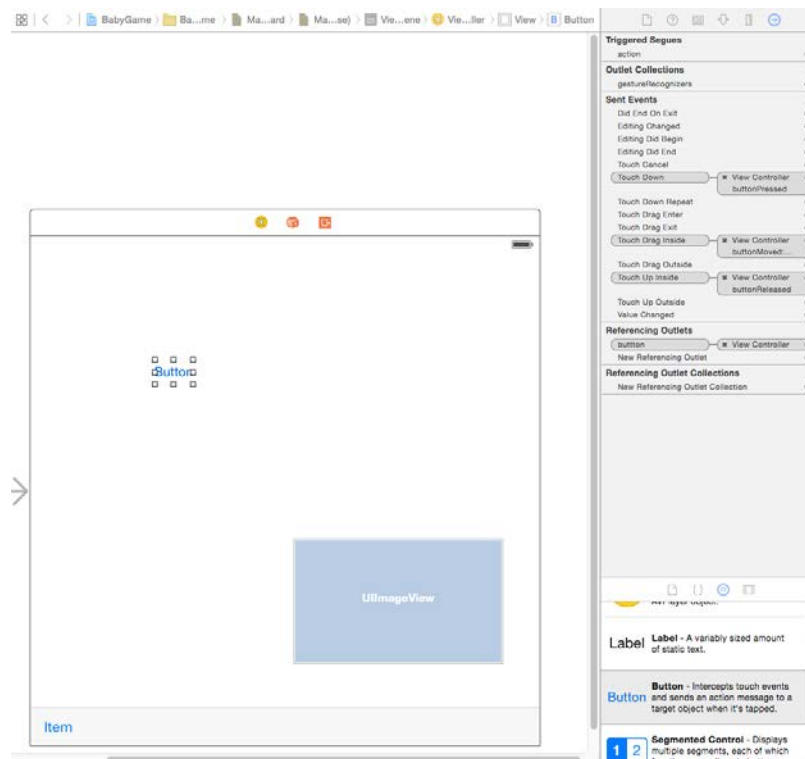 BabyGame Ba...me Ma...ard Ma...se) Vie...ene Vie...ller View B Button
Triggered Segues
action
Outlet Collections
gestureRecognizers
Sent Events
Did End On Exit
Editing Changed
Editing Did Begin
Editing Did End
Touch Cancel
Touch Down View Controller
buttonPressed
Touch Down Repeat
Touch Drag Enter
Touch Drag Exit
Touch Drag Inside View Controller
buttonMoved:...
Touch Drag Outside
Touch Up Inside View Controller
buttonReleased
Touch Up Outside
Value Changed
Referencing Outlets
button View Controller
New Referencing Outlet
Referencing Outlet Collections
New Referencing Outlet Collection
Button
UIImageView
Item
Label Label - A variably sized amount
of static text.
Button Button - Intercepts touch events
and sends an action message to a
target object when it's tapped.
1 2 Segmented Control - Displays
multiple segments, each of which